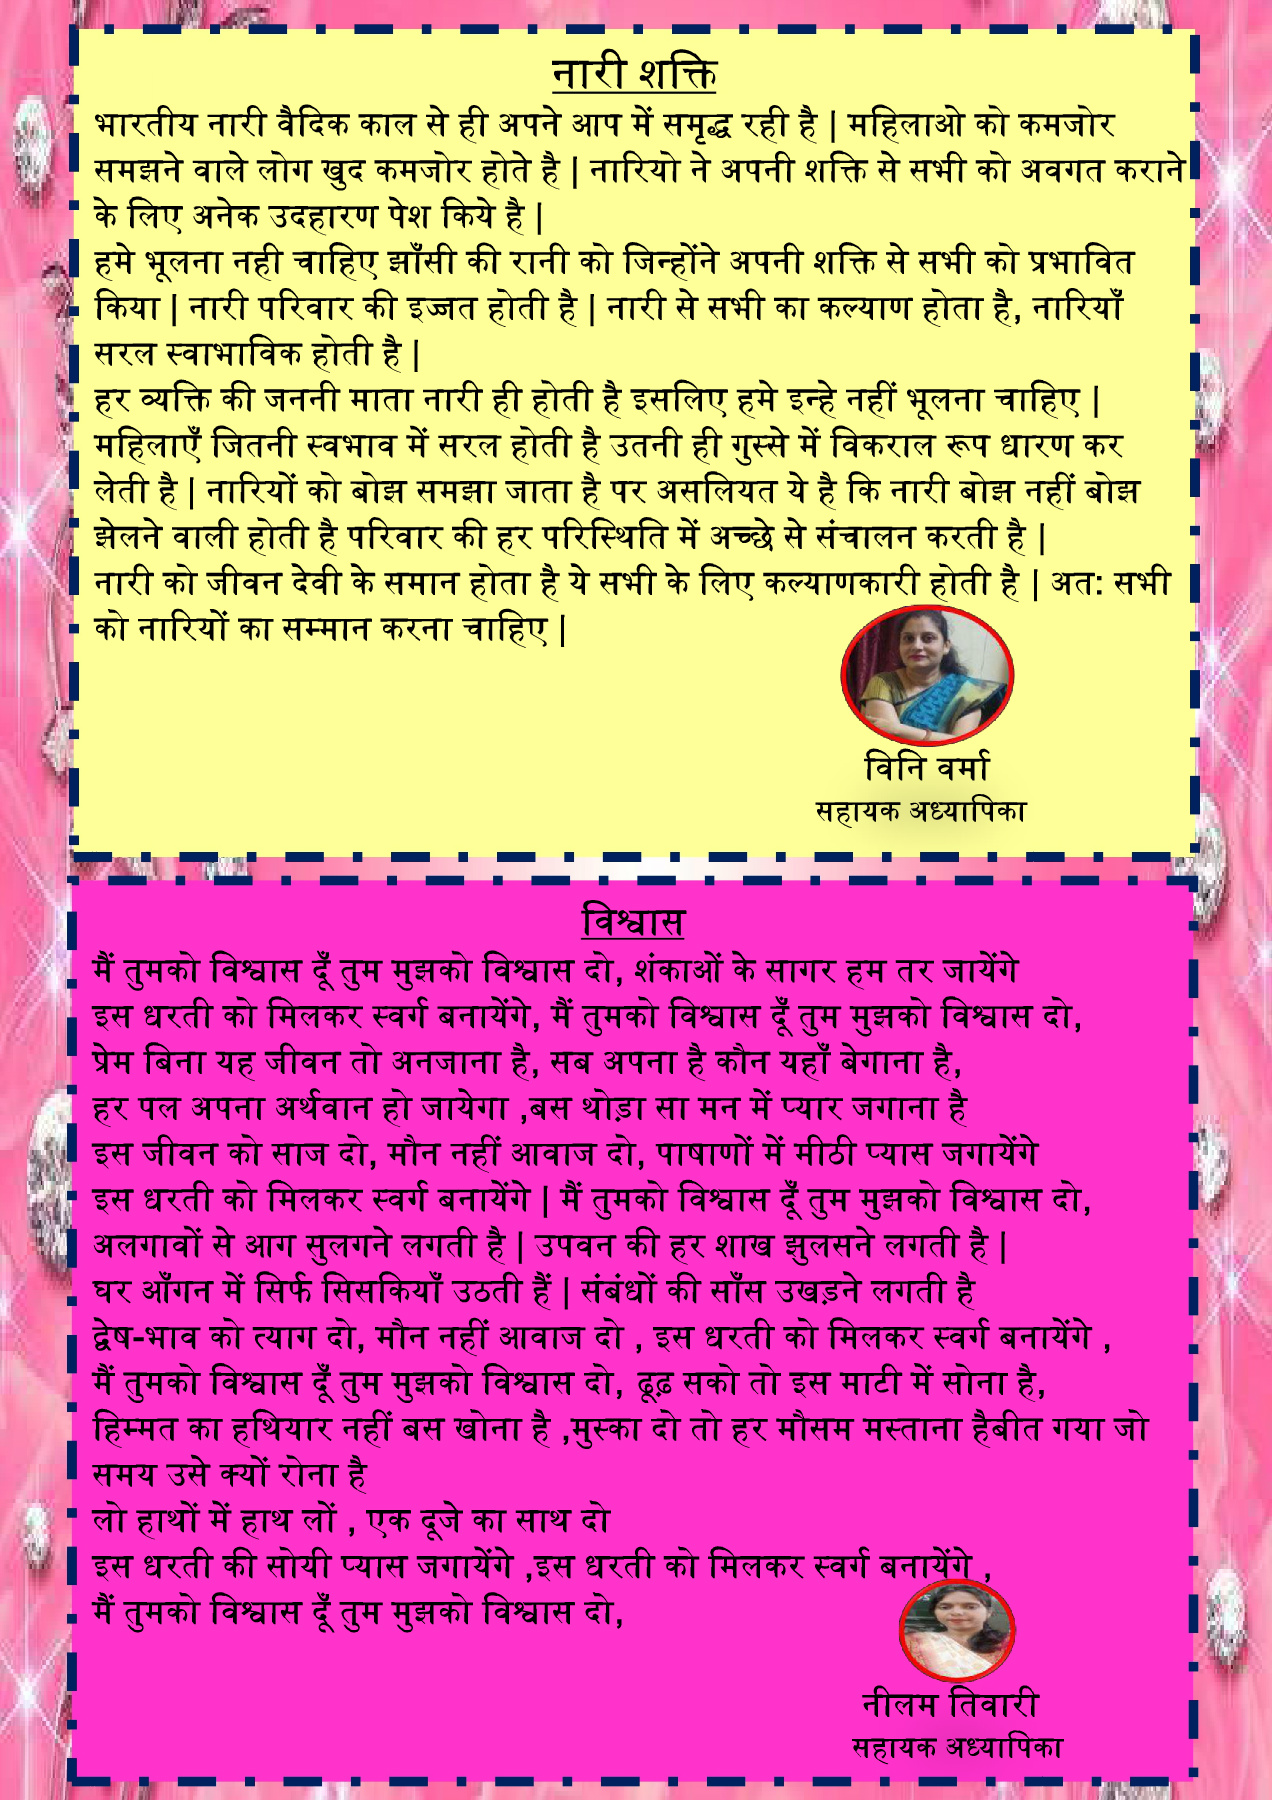 नारी शक्ति
भारतीय नारी वैदिक काल से ही अपने आप में समृद्ध रही है | महिलाओ को कमजोर
समझने वाले लोग खुद कमजोर होते है | नारियो ने अपनी शक्ति से सभी को अवगत कराने
के लिए अनेक उदहारण पेश किये है |
हमे भूलना नही चाहिए झाँसी की रानी को जिन्होंने अपनी शक्ति से सभी को प्रभावित
किया | नारी परिवार की इज्जत होती है | नारी से सभी का कल्याण होता है, नारियाँ
सरल स्वाभाविक होती है |
हर व्यक्ति की जननी माता नारी ही होती है इसलिए हमे इन्हे नहीं भूलना चाहिए |
महिलाएँ जितनी स्वभाव में सरल होती है उतनी ही गुस्से में विकराल रूप धारण कर
लेती है | नारियों को बोझ समझा जाता है पर असलियत ये है कि नारी बोझ नहीं बोझ
झेलने वाली होती है परिवार की हर परिस्थिति में अच्छे से संचालन करती है |
नारी को जीवन देवी के समान होता है ये सभी के लिए कल्याणकारी होती है | अत: सभी
को नारियों का सम्मान करना चाहिए |
विनि वर्मा
सहायक अध्यापिका
विश्वास
मैं तुमको विश्वास दूँ तुम मुझको विश्वास दो, शंकाओं के सागर हम तर जायेंगे
इस धरती को मिलकर स्वर्ग बनायेंगे, मैं तुमको विश्वास दूँ तुम मुझको विश्वास दो,
प्रेम बिना यह जीवन तो अनजाना है, सब अपना है कौन यहाँ बेगाना है,
हर पल अपना अर्थवान हो जायेगा ,बस थोड़ा सा मन में प्यार जगाना है
इस जीवन को साज दो, मौन नहीं आवाज दो, पाषाणों में मीठी प्यास जगायेंगे
इस धरती को मिलकर स्वर्ग बनायेंगे | मैं तुमको विश्वास दूँ तुम मुझको विश्वास दो,
अलगावों से आग सुलगने लगती है | उपवन की हर शाख झुलसने लगती है |
घर आँगन में सिर्फ सिसकियाँ उठती हैं | संबंधों की साँस उखड़ने लगती है
द्वेष-भाव को त्याग दो, मौन नहीं आवाज दो , इस धरती को मिलकर स्वर्ग बनायेंगे ,
मैं तुमको विश्वास दूँ तुम मुझको विश्वास दो, ढूढ़ सको तो इस माटी में सोना है,
हिम्मत का हथियार नहीं बस खोना है ,मुस्का दो तो हर मौसम मस्ताना हैबीत गया जो
समय उसे क्यों रोना है
लो हाथों में हाथ लों , एक दूजे का साथ दो
इस धरती की सोयी प्यास जगायेंगे ,इस धरती को मिलकर स्वर्ग बनायेंगे ,
मैं तुमको विश्वास दूँ तुम मुझको विश्वास दो,
नीलम तिवारी
सहायक अध्यापिका